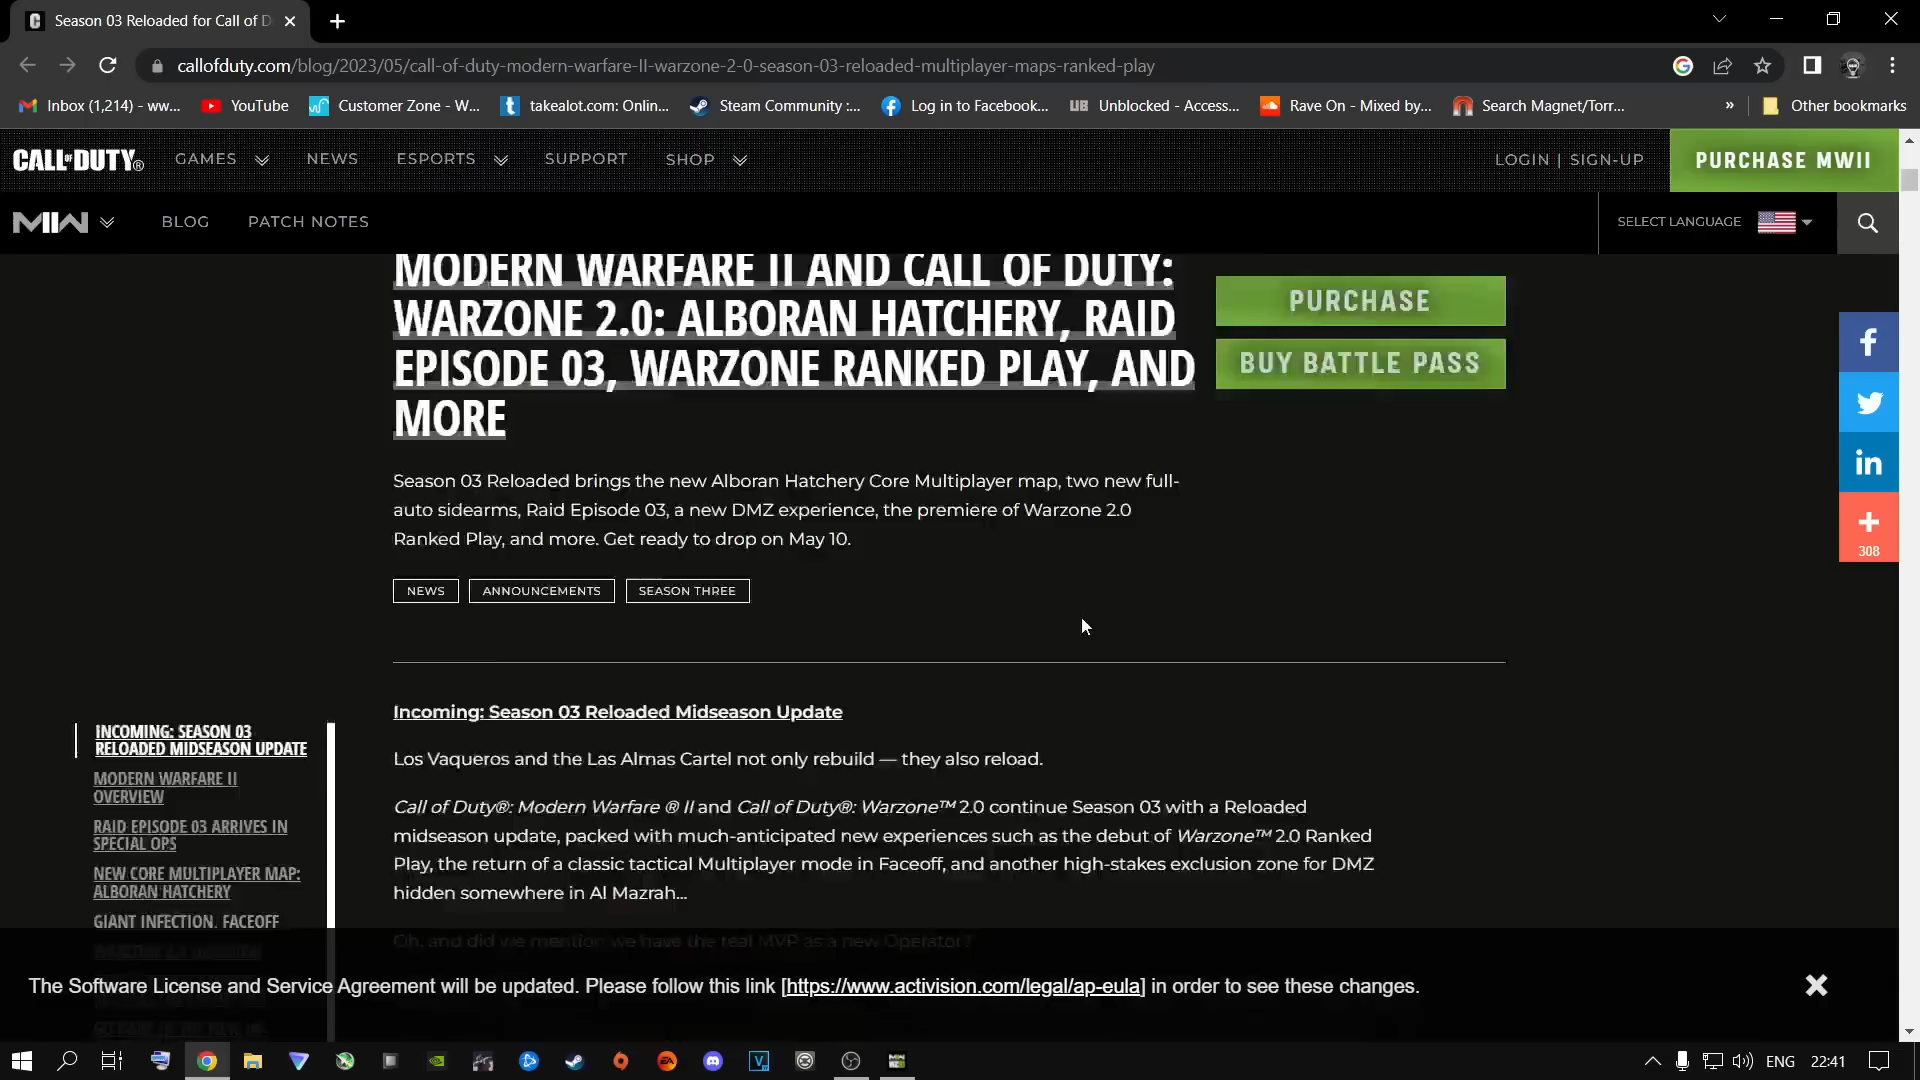 Season 03 Reloaded for Call of D
callofduty.com/blog/2023/05/call-of-duty-modern-warfare-II-warzone-2-0-season-03-reloaded-multiplayer-maps-ranked-play
Inbox (1,214) - ww... YouTube Customer Zone - W... takealot.com: Onlin... Steam Community :... Log in to Facebook... UB Unblocked - Access... Rave On - Mixed by... Search Magnet/Torr... » Other bookmarks
CALL OF DUTY® GAMES NEWS ESPORTS SUPPORT SHOP LOGIN | SIGN-UP PURCHASE MWII
MWII BLOG PATCH NOTES SELECT LANGUAGE
MODERN WARFARE II AND CALL OF DUTY:
WARZONE 2.0: ALBORAN HATCHERY, RAID
EPISODE 03, WARZONE RANKED PLAY, AND
MORE
PURCHASE
BUY BATTLE PASS
308
Season 03 Reloaded brings the new Alboran Hatchery Core Multiplayer map, two new full-
auto sidearms, Raid Episode 03, a new DMZ experience, the premiere of Warzone 2.0
Ranked Play, and more. Get ready to drop on May 10.
NEWS ANNOUNCEMENTS SEASON THREE
INCOMING: SEASON 03
RELOADED MIDSEASON UPDATE
MODERN WARFARE II
OVERVIEW
RAID EPISODE 03 ARRIVES IN
SPECIAL OPS
NEW CORE MULTIPLAYER MAP:
ALBORAN HATCHERY
GIANT INFECTION, FACEOFF
Incoming: Season 03 Reloaded Midseason Update
Los Vaqueros and the Las Almas Cartel not only rebuild — they also reload.
Call of Duty®: Modern Warfare ® II and Call of Duty®: Warzone™ 2.0 continue Season 03 with a Reloaded
midseason update, packed with much-anticipated new experiences such as the debut of Warzone™ 2.0 Ranked
Play, the return of a classic tactical Multiplayer mode in Faceoff, and another high-stakes exclusion zone for DMZ
hidden somewhere in Al Mazrah...
Oh, and did we mention we have the real MVP as a new Operator?
The Software License and Service Agreement will be updated. Please follow this link [https://www.activision.com/legal/ap-eula] in order to see these changes.
ENG 22:41